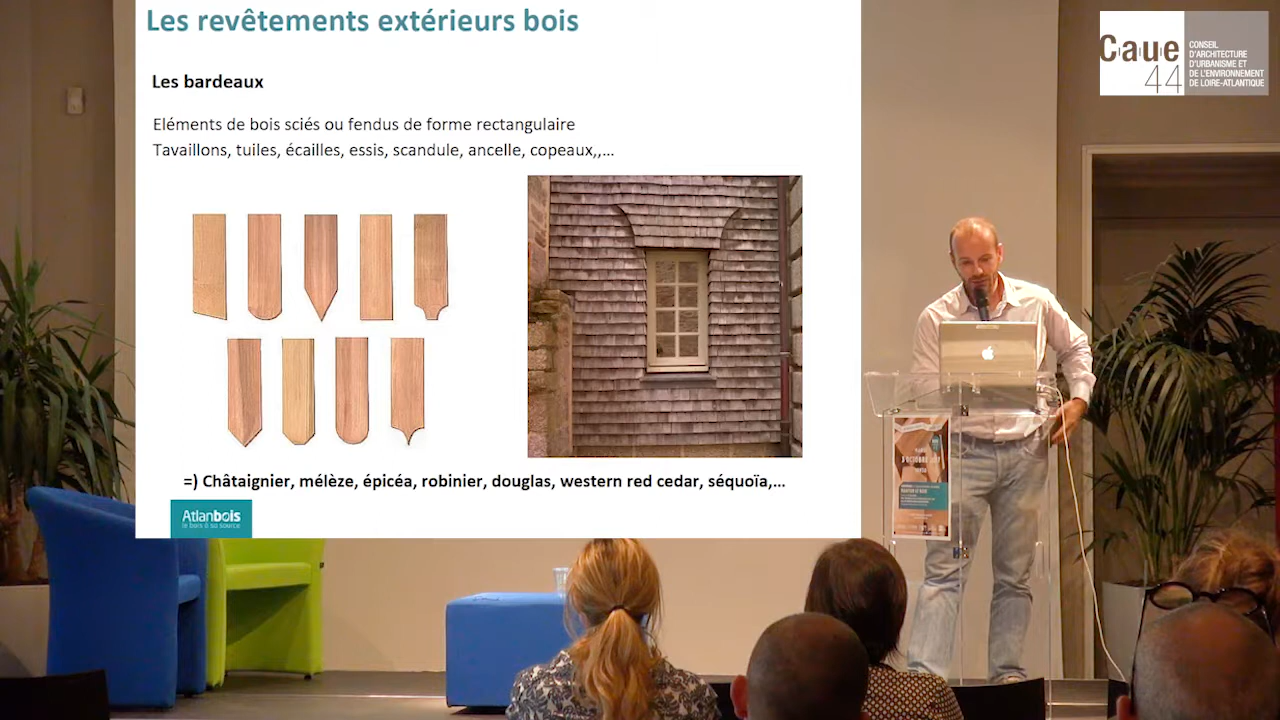 Les revêtements extérieurs bois
Les bardeaux
Eléments de bois sciés ou fendus de forme rectangulaire
Tavaillons, tuiles, écailles, essis, scandule, ancelle, copeaux,,...
=) Châtaignier, mélèze, épicéa, robinier, douglas, western red cedar, séquoïa,...
Atlanbois
le bois à sa source
Caue
44
CONSEIL
D'ARCHITECTURE
D'URBANISME ET
DE L'ENVIRONNEMENT
DE LOIRE-ATLANTIQUE